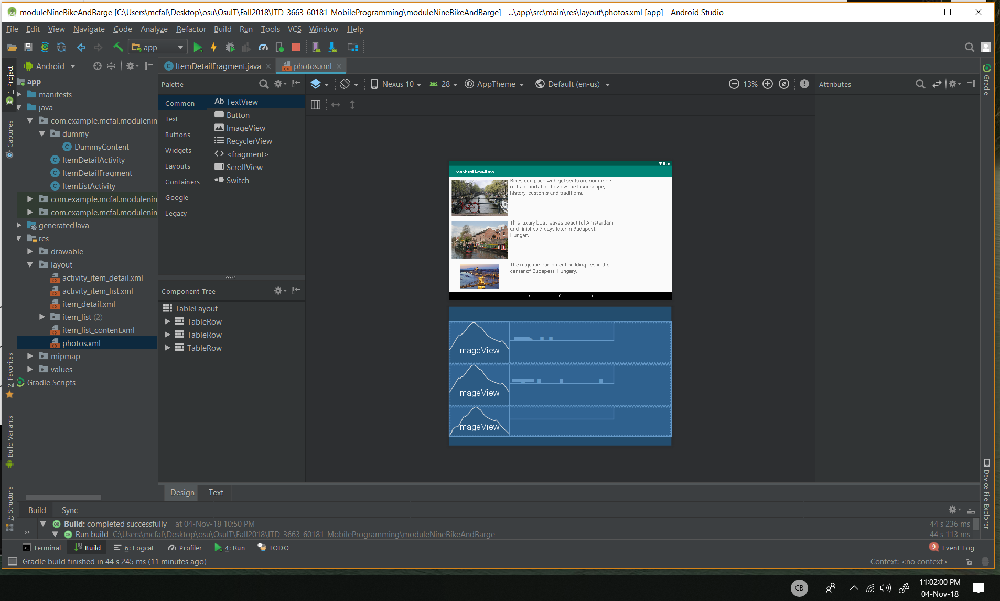 moduleNineBikeAndBarge [C:\Users\mcfal\Desktop\osu\OsuIT\Fall2018\ITD-3663-60181-MobileProgramming\moduleNineBikeAndBarge] - ...\app\src\main\res\layout\photos.xml [app] - Android Studio
File Edit View Navigate Code Analyze Refactor Build Run Tools VCS Window Help
app
Android
ItemDetailFragment.java
photos.xml
1: Project
Captures
2: Favorites
Build Variants
7: Structure
app
manifests
java
com.example.mcfal.modulenin
dummy
DummyContent
ItemDetailActivity
ItemDetailFragment
ItemListActivity
com.example.mcfal.modulenin
com.example.mcfal.modulenin
generatedJava
res
drawable
layout
activity_item_detail.xml
activity_item_list.xml
item_detail.xml
item_list (2)
item_list_content.xml
photos.xml
mipmap
values
Gradle Scripts
Palette
Common
Text
Buttons
Widgets
Layouts
Containers
Google
Legacy
Ab TextView
Button
ImageView
RecyclerView
<fragment>
ScrollView
Switch
Component Tree
TableLayout
TableRow
TableRow
TableRow
Nexus 10 28 AppTheme Default (en-us) 13%
Attributes
Gradle
Device File Explorer
moduleNineBikeAndBarge
Bikes equipped with gel seats are our mode
of transportation to view the lasndscape,
history, customs and traditions.
This luxury boat leaves beautiful Amsterdam
and finishes 7 days later in Budapest,
Hungary.
The majestic Parliament building lies in the
center of Budapest, Hungary.
ImageView
ImageView
ImageView
Design Text
Build Sync
OK Build: completed successfully at 04-Nov-18 10:50 PM 44 s 236 ms
OK Run build C:\Users\mcfal\Desktop\osu\OsuIT\Fall2018\ITD-3663-60181-MobileProgramming\moduleNineBikeAndBarge 44 s 113 ms
Terminal Build 6: Logcat Profiler 4: Run TODO 9 Event Log
Gradle build finished in 44 s 245 ms (11 minutes ago) Context: <no context>
CB
11:02:00 PM
04-Nov-18